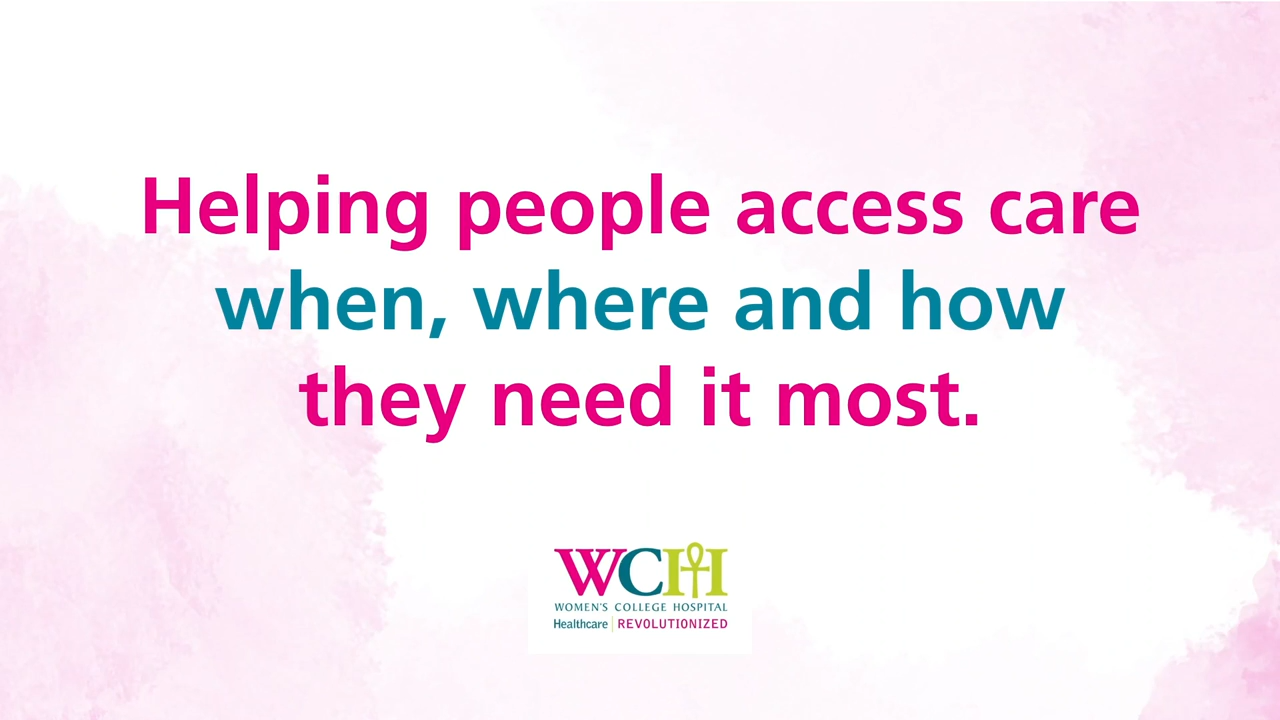 Helping people access care
when, where and how
they need it most.
WCH
WOMEN'S COLLEGE HOSPITAL
Healthcare | REVOLUTIONIZED